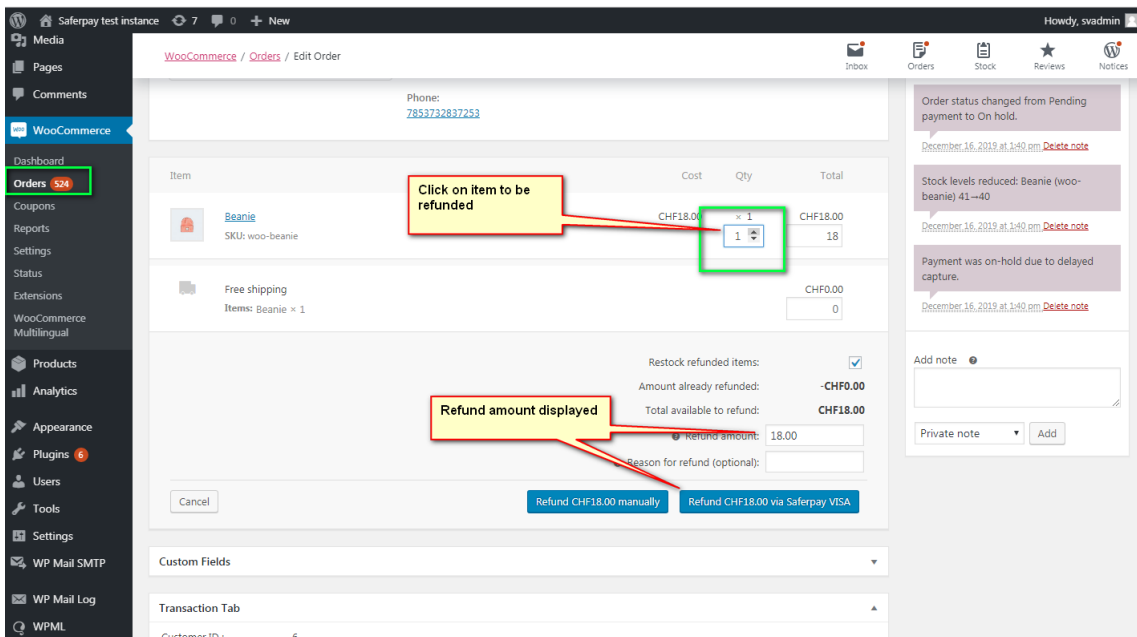 Saferpay test instance 7 0 + New
Howdy, svadmin
Media
Pages
Comments
WooCommerce
Dashboard
Orders 524
Coupons
Reports
Settings
Status
Extensions
WooCommerce
Multilingual
Products
Analytics
Appearance
Plugins 6
Users
Tools
Settings
WP Mail SMTP
WP Mail Log
WPML
WooCommerce / Orders / Edit Order
Inbox
Orders
Stock
Reviews
Notices
Phone:
7853732837253
Item Cost Qty Total
Click on item to be
refunded
Beanie CHF18.00 × 1 CHF18.00
SKU: woo-beanie 1 18
Free shipping CHF0.00
Items: Beanie × 1 0
Restock refunded items:
Amount already refunded: -CHF0.00
Total available to refund: CHF18.00
Refund amount displayed
Refund amount: 18.00
Reason for refund (optional):
Cancel
Refund CHF18.00 manually
Refund CHF18.00 via Saferpay VISA
Custom Fields
Transaction Tab
Customer ID : 6
Order status changed from Pending
payment to On hold.
December 16, 2019 at 1:40 pm Delete note
Stock levels reduced: Beanie (woo-
beanie) 41→40
December 16, 2019 at 1:40 pm Delete note
Payment was on-hold due to delayed
capture.
December 16, 2019 at 1:40 pm Delete note
Add note
Private note
Add